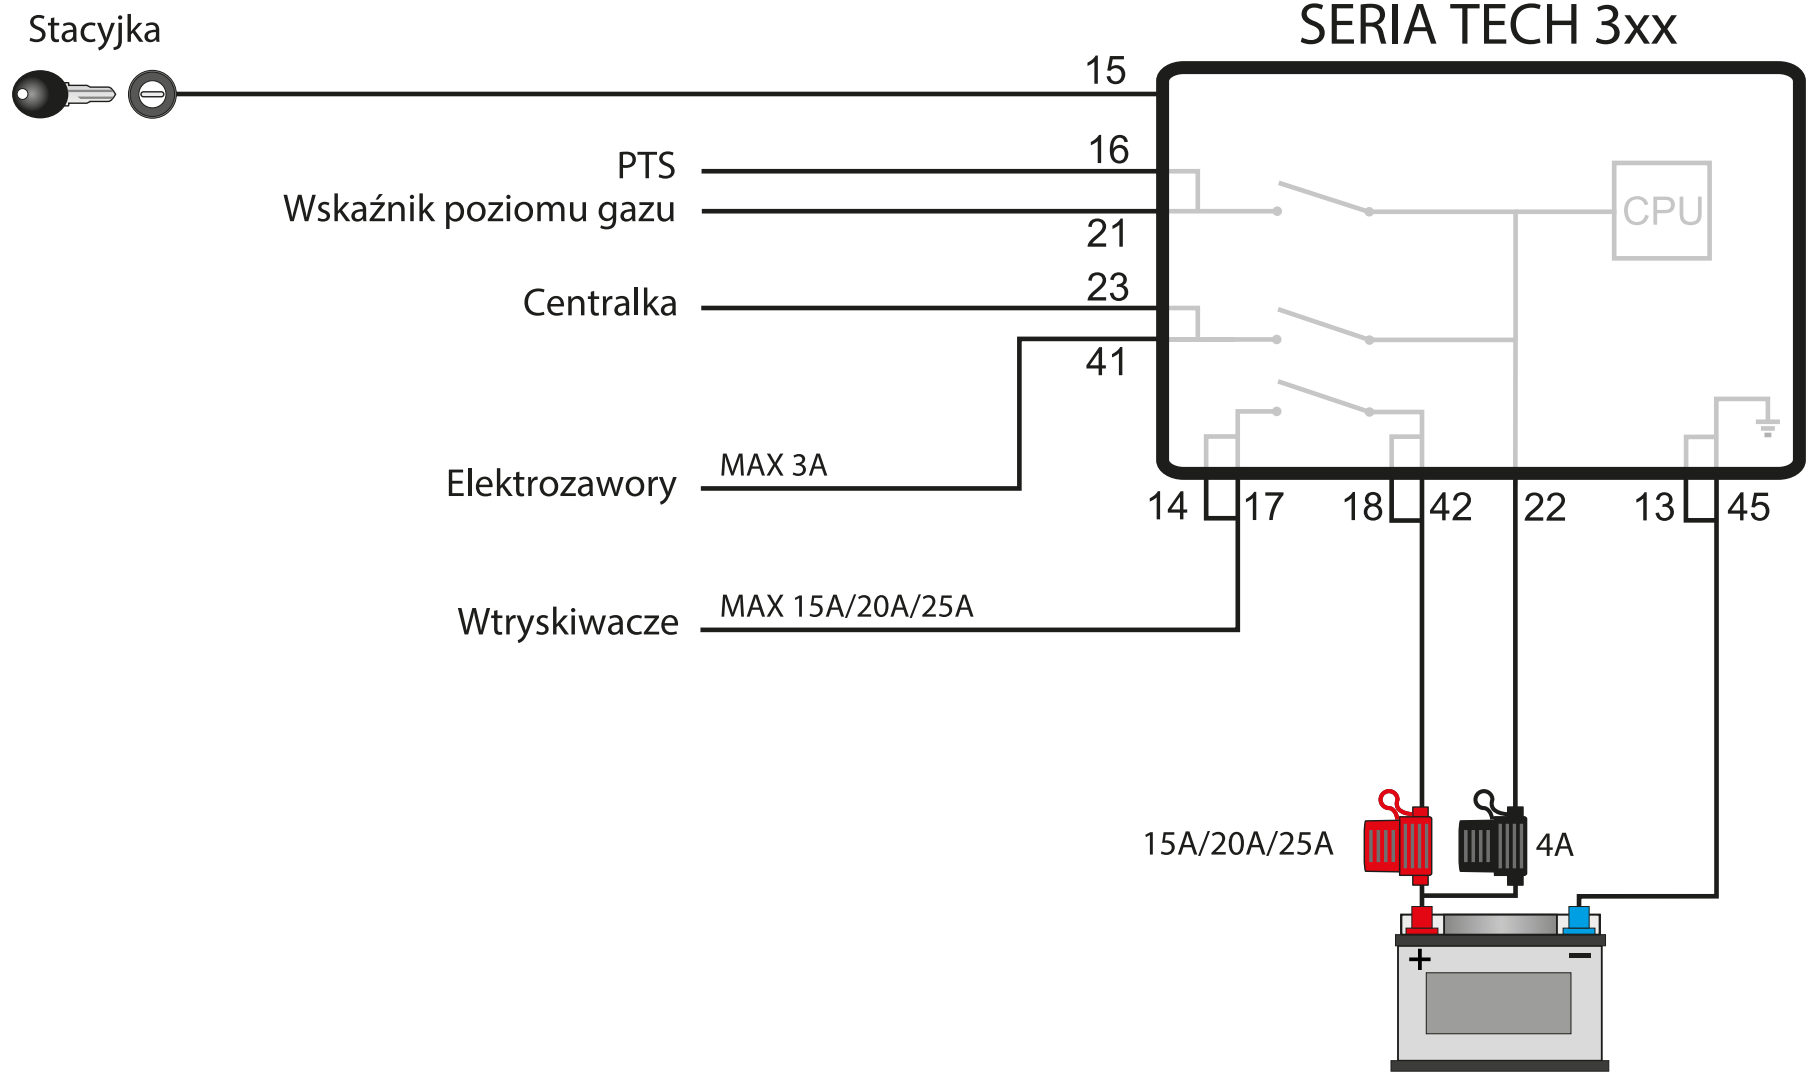 SERIA TECH 3xx
Stacyjka
15
16
PTS
Wskaźnik poziomu gazu
21
CPU
23
Centralka
41
Elektrozawory
MAX 3A
14
17
18
42
22
13
45
Wtryskiwacze
MAX 15A/20A/25A
15A/20A/25A
4A
+
−